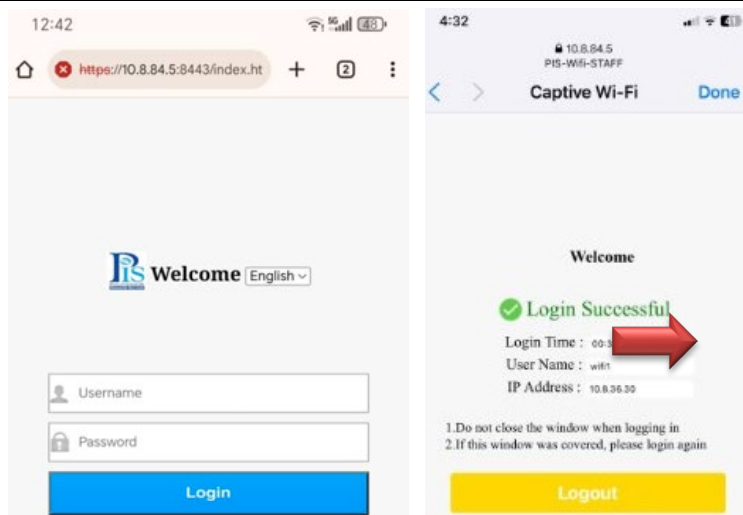 12:42
5G
48
https://10.8.84.5:8443/index.ht
2
PIS
Welcome
English
Username
Password
Login
4:32
10.8.84.5
PIS-Wifi-STAFF
Captive Wi-Fi
Done
Welcome
Login Successful
Login Time :
User Name : wifi1
IP Address : 10.8.36.30
1.Do not close the window when logging in
2.If this window was covered, please login again
Logout